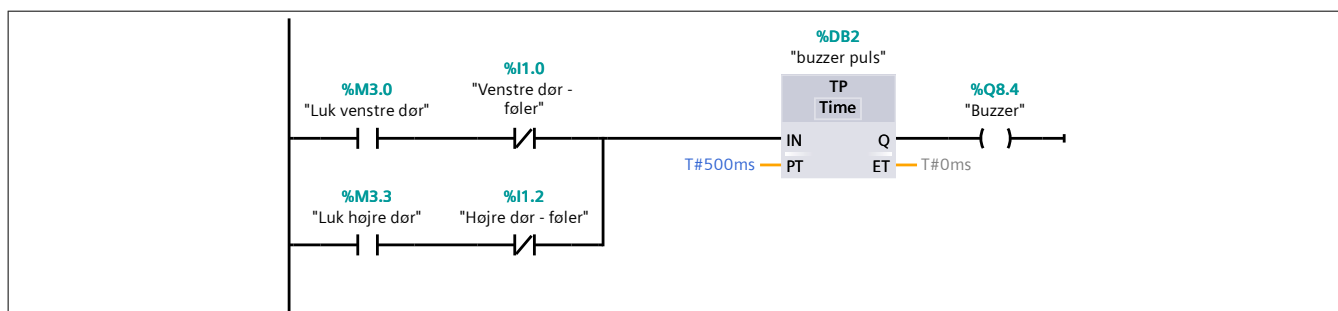 %DB2
"buzzer puls"
%I1.0
%M3.0
"Venstre dør -
føler"
"Luk venstre dør"
TP
Time
%Q8.4
"Buzzer"
IN
Q
T#500ms
PT
ET
T#0ms
%M3.3
"Luk højre dør"
%I1.2
"Højre dør - føler"